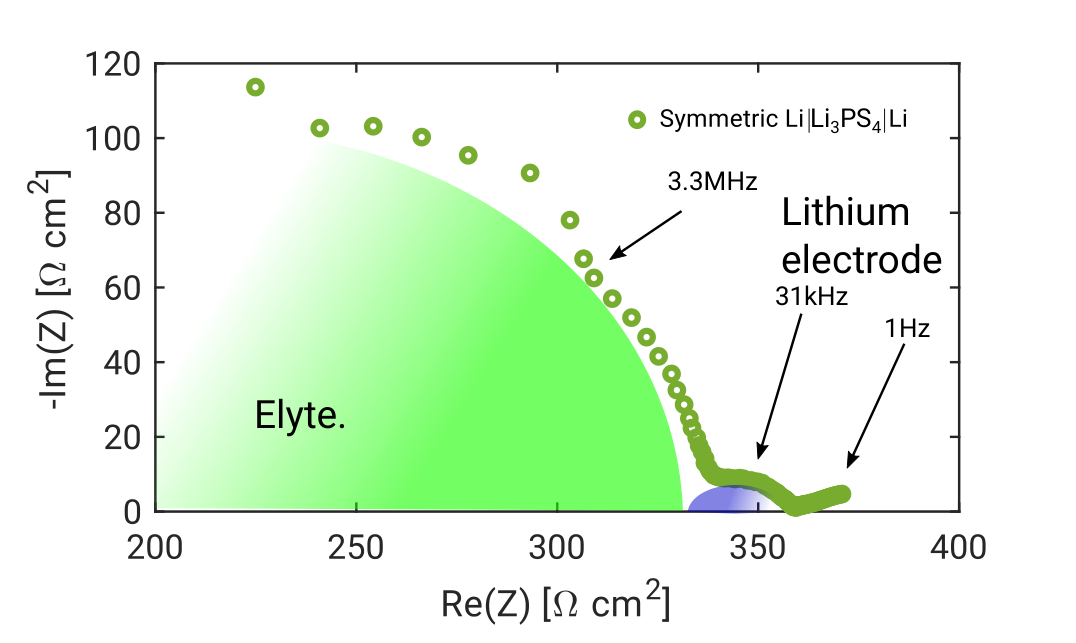 120
100
80
60
40
20
0
200
250
300
350
400
-Im(Z) [Ω cm²]
Re(Z) [Ω cm²]
Symmetric Li|Li₃PS₄|Li
3.3MHz
Lithium
electrode
31kHz
1Hz
Elyte.